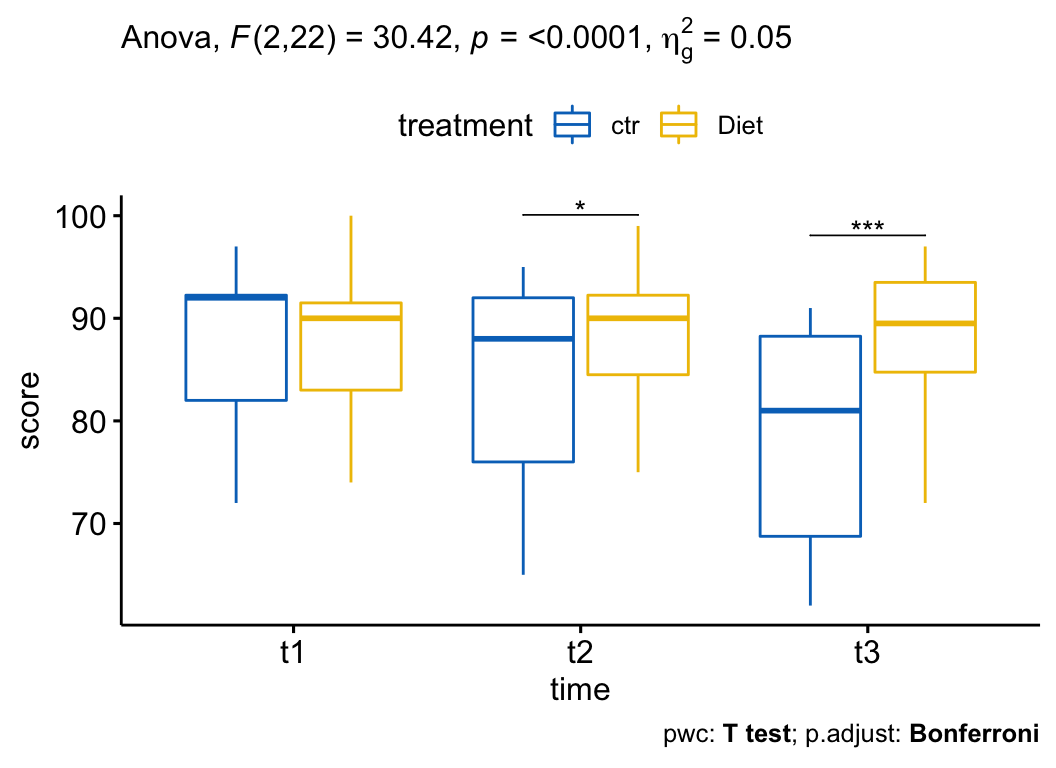 Anova, F(2,22) = 30.42, p = <0.0001, η²g = 0.05
treatment ctr Diet
* ***
100
90
80
70
score
t1 t2 t3
time
pwc: T test; p.adjust: Bonferroni